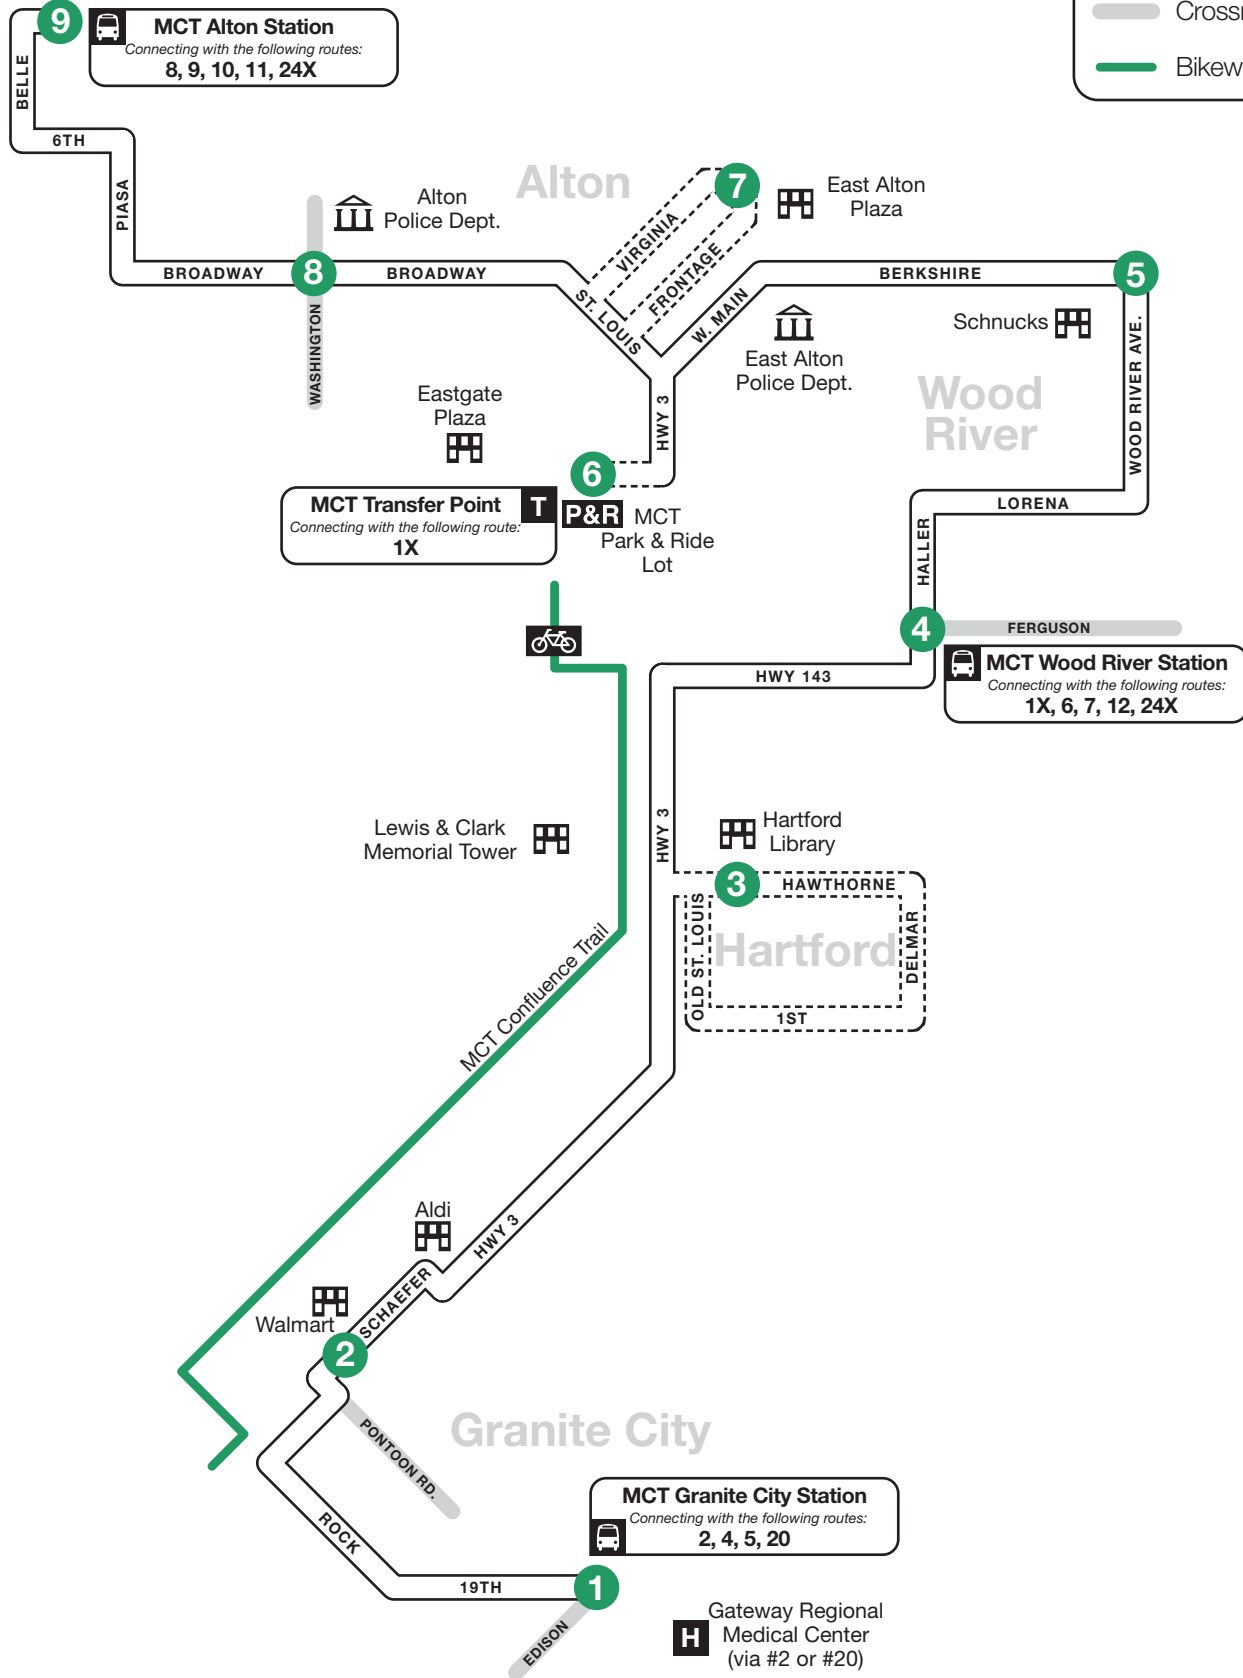 9
MCT Alton Station
Connecting with the following routes:
8, 9, 10, 11, 24X
Bikew
BELLE
6TH
PIASA
Alton
Alton
Police Dept.
7
East Alton
Plaza
VIRGINIA
FRONTAGE
BROADWAY
8
BROADWAY
ST. LOUIS
W. MAIN
BERKSHIRE
5
WASHINGTON
East Alton
Police Dept.
Schnucks
WOOD RIVER AVE.
Wood
River
Eastgate
Plaza
HWY 3
6
MCT Transfer Point
T
Connecting with the following route:
1X
P&R
MCT
Park & Ride
Lot
LORENA
HALLER
4
FERGUSON
MCT Wood River Station
Connecting with the following routes:
1X, 6, 7, 12, 24X
HWY 143
HWY 3
Lewis & Clark
Memorial Tower
Hartford
Library
3
HAWTHORNE
OLD ST. LOUIS
Hartford
DELMAR
1ST
MCT Confluence Trail
Aldi
HWY 3
SCHAEFER
Walmart
2
PONTOON RD.
Granite City
ROCK
MCT Granite City Station
Connecting with the following routes:
2, 4, 5, 20
19TH
1
EDISON
H
Gateway Regional
Medical Center
(via #2 or #20)